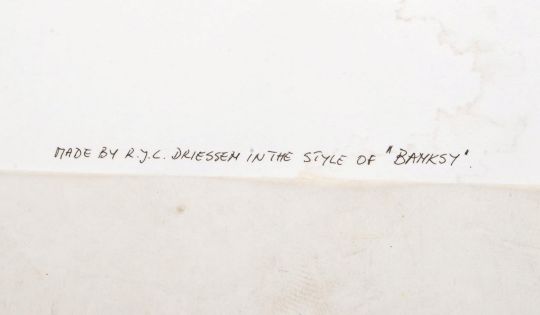 MADE BY R.J.C. DRIESSEN IN THE STYLE OF "BANKSY".